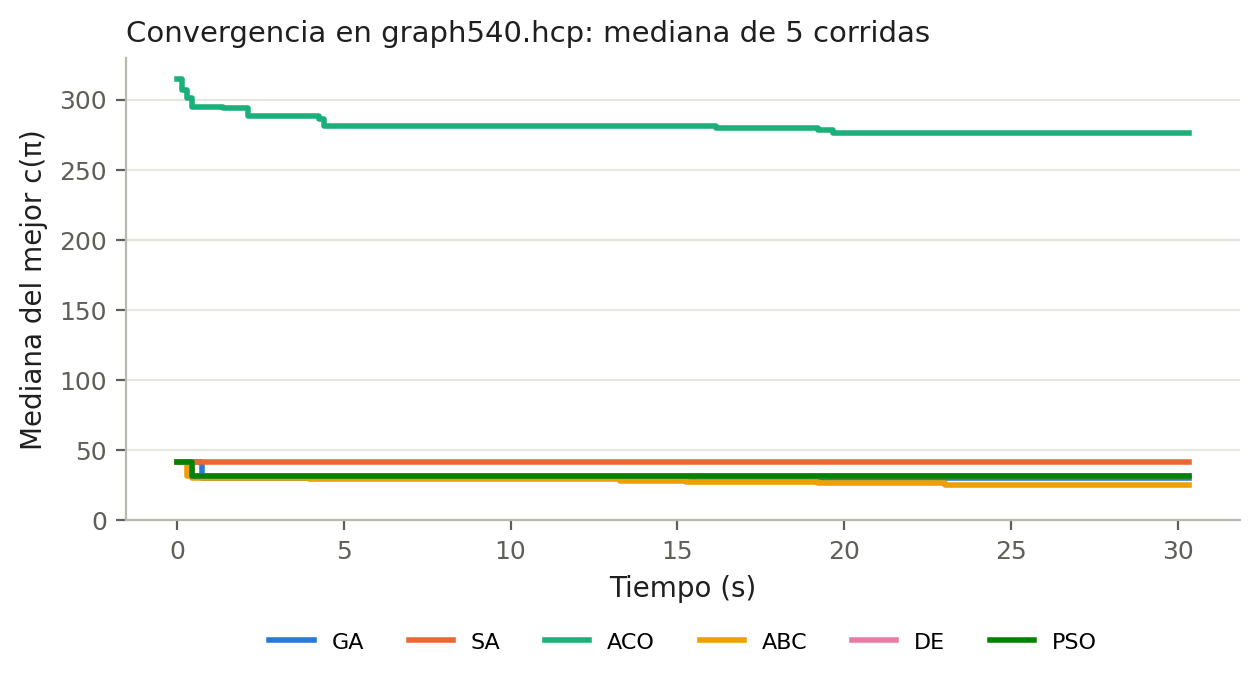 Convergencia en graph540.hcp: mediana de 5 corridas
Mediana del mejor c(π)
300
250
200
150
100
50
0
0 5 10 15 20 25 30
Tiempo (s)
GA SA ACO ABC DE PSO